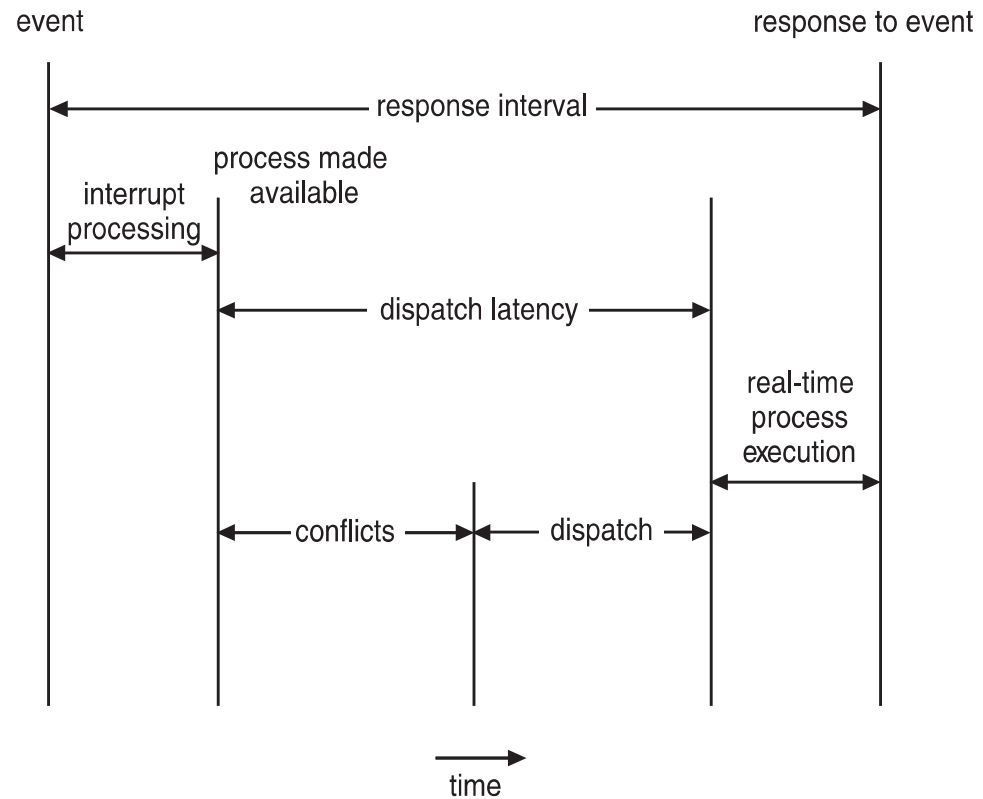 event
response to event
response interval
process made
available
interrupt
processing
dispatch latency
real-time
process
execution
conflicts
dispatch
time